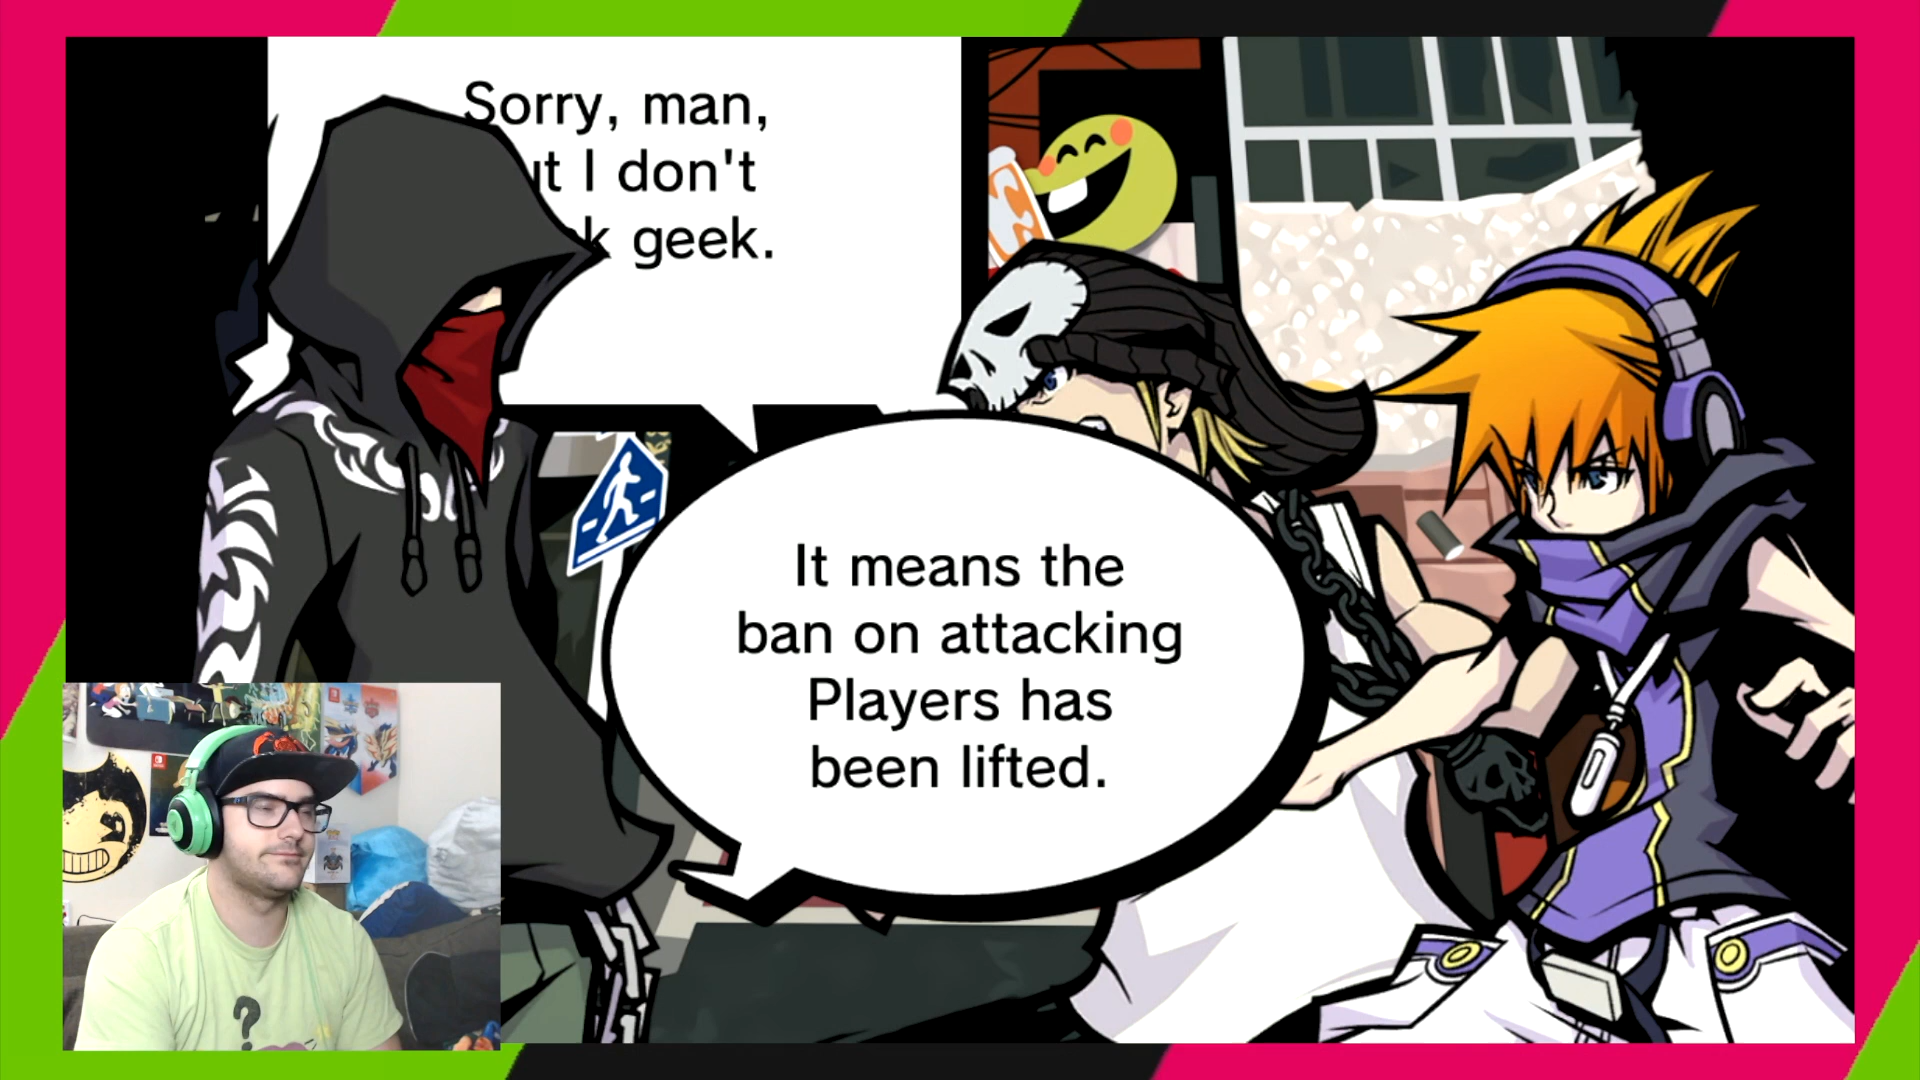 Sorry, man,
I don't
geek.
It means the
ban on attacking
Players has
been lifted.
?